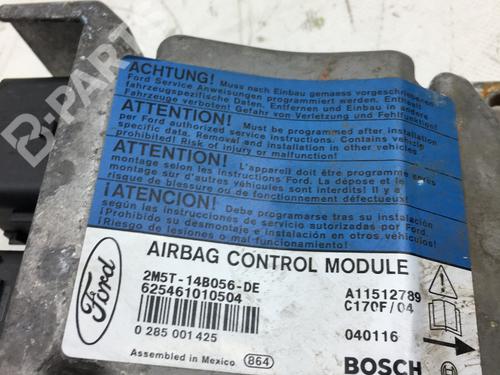 B-PARTS
ACHTUNG! Muss nach Einbau gemaess vorgeschriebenen
Ford Service Anweisungen programmiert werden. Enthaelt
fahrzeugspezifische Daten. Entfernen und Einbau in andere
Fahrzeuge verboten! Gefahr von Verletzung und Fehlfunktion!
ATTENTION! Must be programmed after installation
per Ford authorized service instructions. Contains vehicle
specific data. Removal and installation in other vehicles
prohibited! Risk of injury or malfunction!
ATTENTION! L'appareil doit être programmé après
montage selon les instructions Ford. La dépose et le
montage sur d'autres véhicules sont interdits! Il y a
risque de blessure ou de fonctionnement défectueux!
¡ATENCION! Debe programarse tras su instalación
según las instrucciones de servicio autorizadas por Ford.
¡Prohibido su desmontaje e instalación en otros vehículos!
¡Riesgo de lesiones o mal funcionamiento!
Ford
AIRBAG CONTROL MODULE
2M5T-14B056-DE
A11512789
625461010504
C170F/04
0 285 001 425
040116
Assembled in Mexico
864
BOSCH